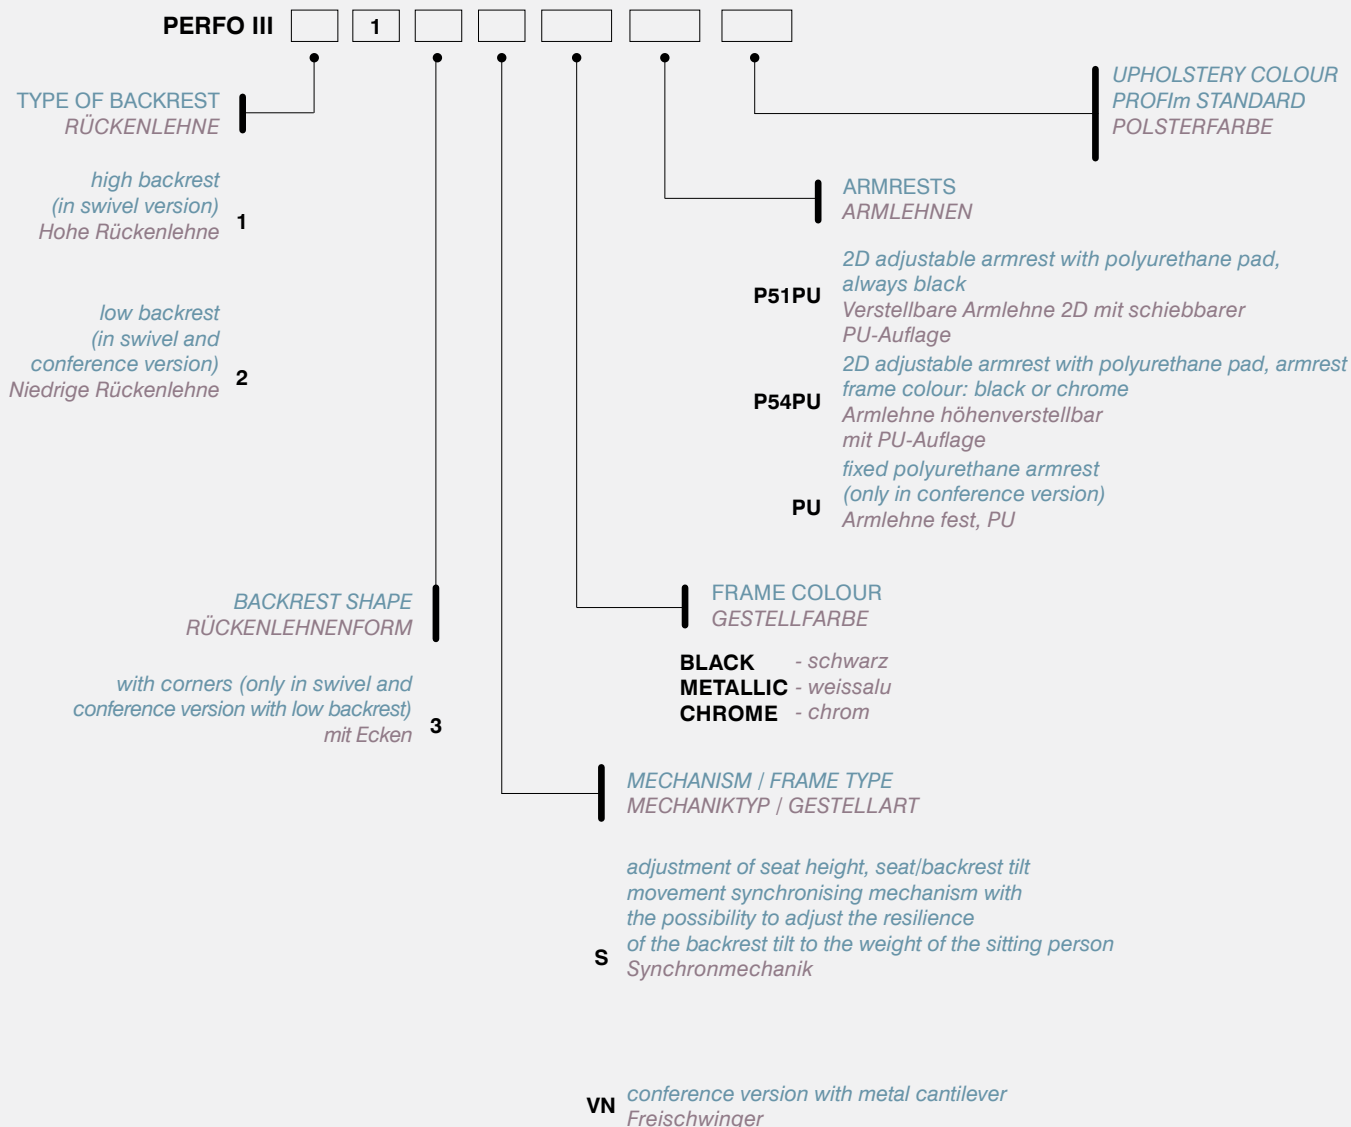 PERFO III 1
TYPE OF BACKREST
RÜCKENLEHNE
high backrest
(in swivel version)
Hohe Rückenlehne
1
low backrest
(in swivel and
conference version)
Niedrige Rückenlehne
2
UPHOLSTERY COLOUR
PROFIm STANDARD
POLSTERFARBE
ARMRESTS
ARMLEHNEN
P51PU
2D adjustable armrest with polyurethane pad,
always black
Verstellbare Armlehne 2D mit schiebbarer
PU-Auflage
P54PU
2D adjustable armrest with polyurethane pad, armrest
frame colour: black or chrome
Armlehne höhenverstellbar
mit PU-Auflage
PU
fixed polyurethane armrest
(only in conference version)
Armlehne fest, PU
BACKREST SHAPE
RÜCKENLEHNENFORM
with corners (only in swivel and
conference version with low backrest)
mit Ecken
3
FRAME COLOUR
GESTELLFARBE
BLACK - schwarz
METALLIC - weissalu
CHROME - chrom
MECHANISM / FRAME TYPE
MECHANIKTYP / GESTELLART
S
adjustment of seat height, seat/backrest tilt
movement synchronising mechanism with
the possibility to adjust the resilience
of the backrest tilt to the weight of the sitting person
Synchronmechanik
VN
conference version with metal cantilever
Freischwinger